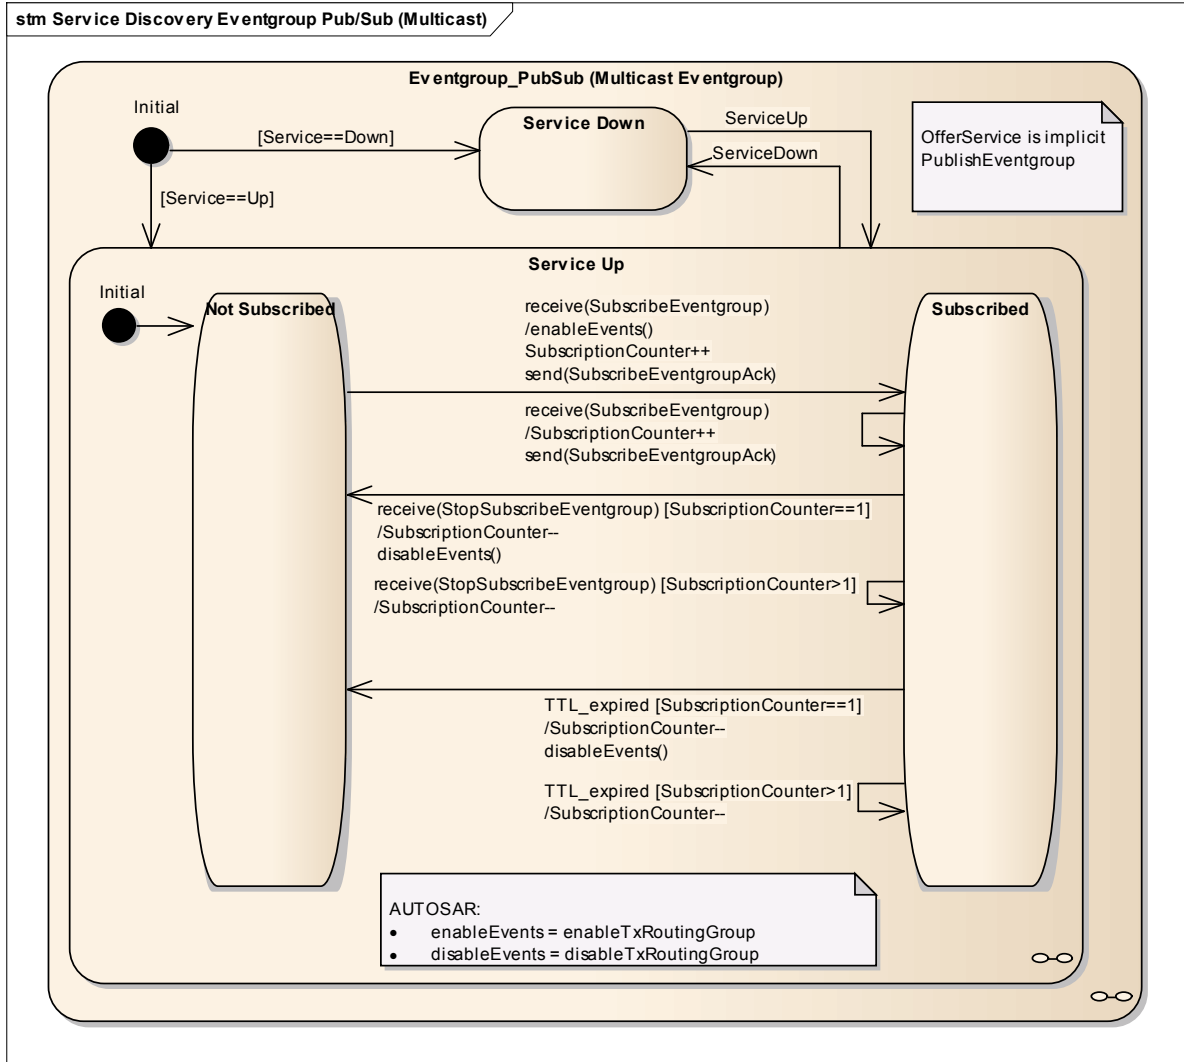 stm Service Discovery Eventgroup Pub/Sub (Multicast)
Eventgroup_PubSub (Multicast Eventgroup)
Initial
[Service==Down]
Service Down
ServiceUp
ServiceDown
OfferService is implicit
PublishEventgroup
[Service==Up]
Service Up
Initial
Not Subscribed
receive(SubscribeEventgroup)
/enableEvents()
SubscriptionCounter++
send(SubscribeEventgroupAck)
Subscribed
receive(SubscribeEventgroup)
/SubscriptionCounter++
send(SubscribeEventgroupAck)
receive(StopSubscribeEventgroup) [SubscriptionCounter==1]
/SubscriptionCounter--
disableEvents()
receive(StopSubscribeEventgroup) [SubscriptionCounter>1]
/SubscriptionCounter--
TTL_expired [SubscriptionCounter==1]
/SubscriptionCounter--
disableEvents()
TTL_expired [SubscriptionCounter>1]
/SubscriptionCounter--
AUTOSAR:
• enableEvents = enableTxRoutingGroup
• disableEvents = disableTxRoutingGroup